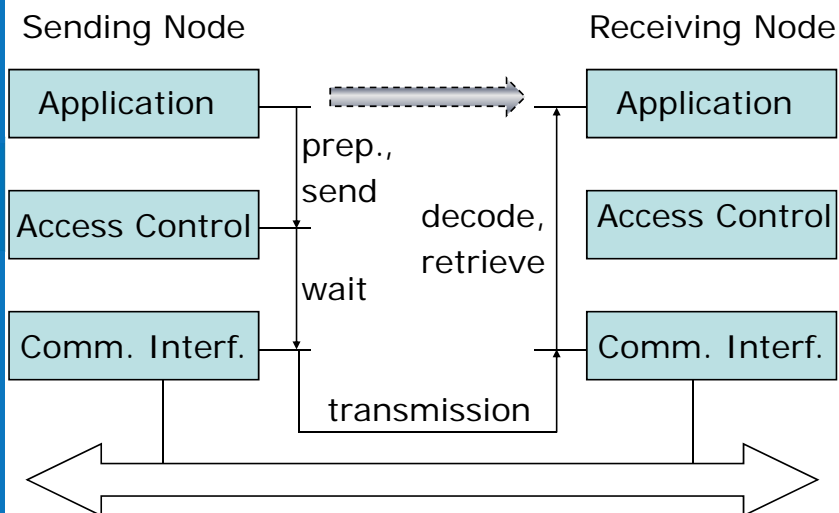 Sending Node
Receiving Node
Application
Application
prep.,
send
Access Control
decode,
retrieve
Access Control
wait
Comm. Interf.
Comm. Interf.
transmission